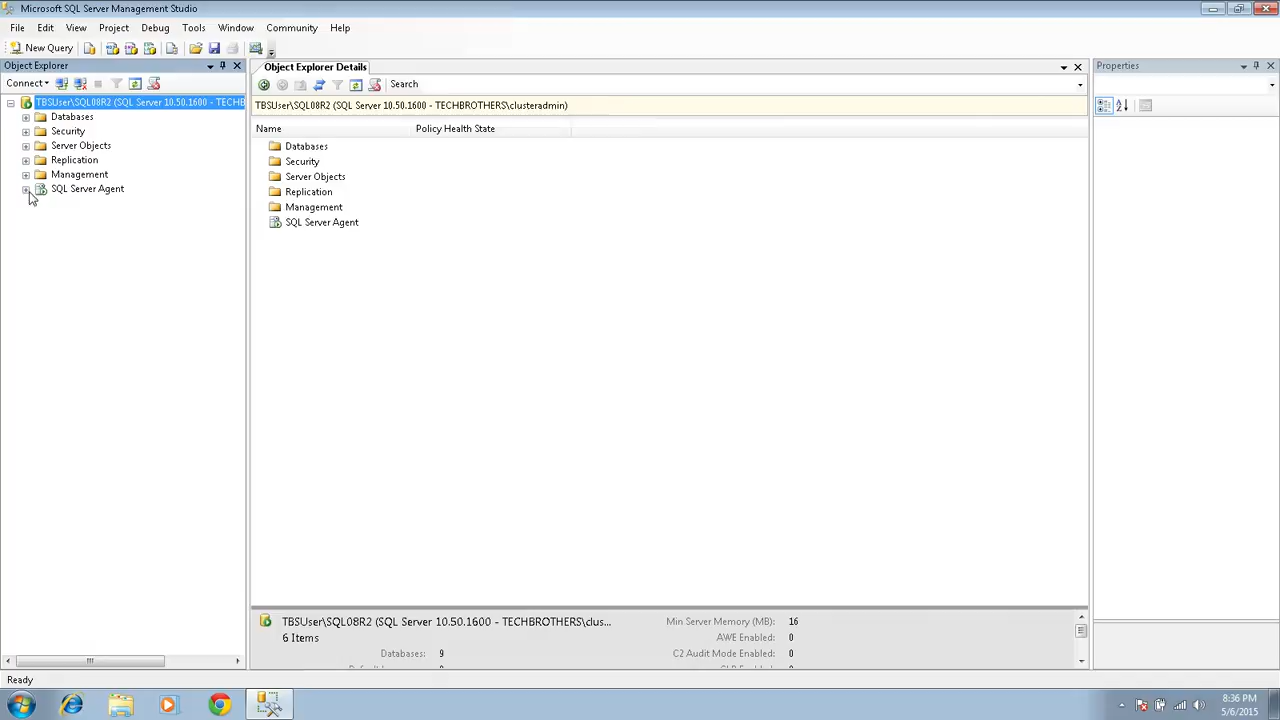 Microsoft SQL Server Management Studio
File Edit View Project Debug Tools Window Community Help
New Query
Object Explorer
Connect
TBSUser\SQL08R2 (SQL Server 10.50.1600 - TECHB
Databases
Security
Server Objects
Replication
Management
SQL Server Agent
Object Explorer Details
Search
TBSUser\SQL08R2 (SQL Server 10.50.1600 - TECHBROTHERS\clusteradmin)
Name Policy Health State
Databases
Security
Server Objects
Replication
Management
SQL Server Agent
TBSUser\SQL08R2 (SQL Server 10.50.1600 - TECHBROTHERS\clus...
6 Items
Databases: 9
Min Server Memory (MB): 16
AWE Enabled: 0
C2 Audit Mode Enabled: 0
Properties
Ready
8:36 PM
5/6/2015